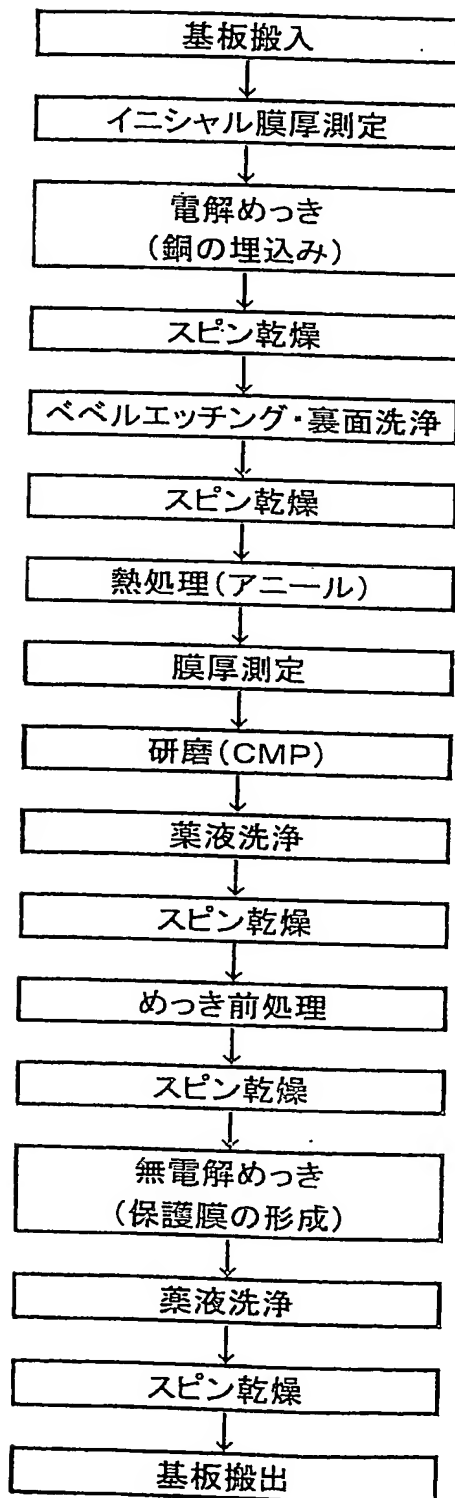 基板搬入
イニシャル膜厚測定
電解めっき
(銅の埋込み)
スピン乾燥
ベベルエッチング・裏面洗浄
スピン乾燥
熱処理(アニール)
膜厚測定
研磨(CMP)
薬液洗浄
スピン乾燥
めっき前処理
スピン乾燥
無電解めっき
(保護膜の形成)
薬液洗浄
スピン乾燥
基板搬出